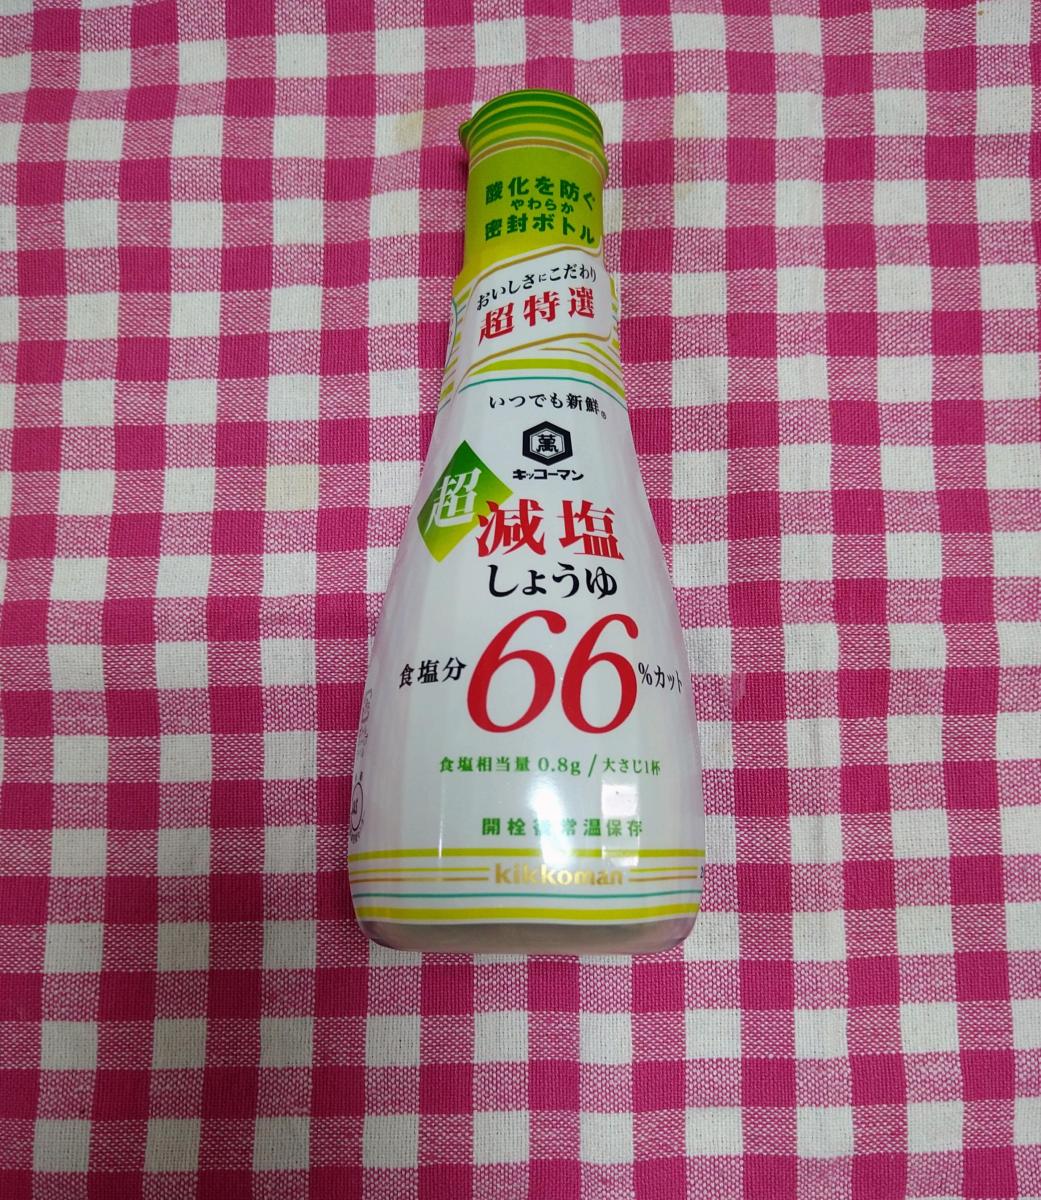 酸化を防ぐ
やわらか
密封ボトル
おいしさにこだわり
超特選
いつでも新鮮®
萬
キッコーマン
超
減塩
しょうゆ
食塩分66%カット
食塩相当量 0.8g/大さじ1杯
開栓後常温保存
kikkoman